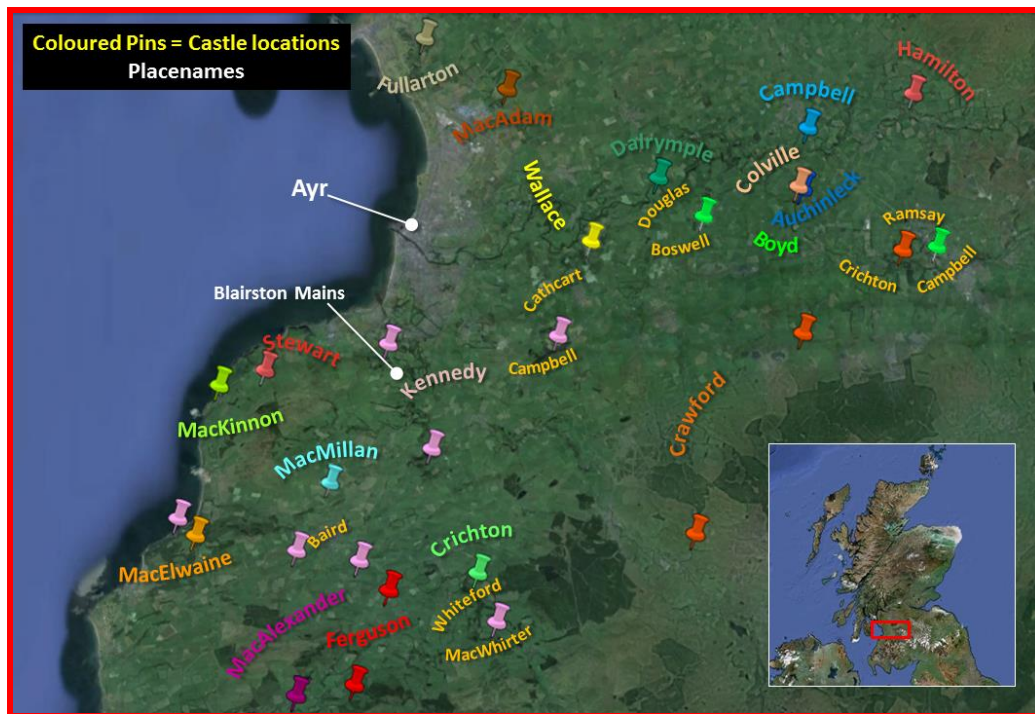 Coloured Pins = Castle locations
Placenames
Fullarton
Hamilton
MacAdam
Campbell
Dalrymple
Colville
Wallace
Ayr
Douglas
Auchinleck
Ramsay
Boswell
Boyd
Crichton
Campbell
Cathcart
Blairston Mains
Stewart
Kennedy
Campbell
MacKinnon
Crawford
MacMillan
Baird
Crichton
MacElwaine
Whiteford
MacAlexander
Ferguson
MacWhirter